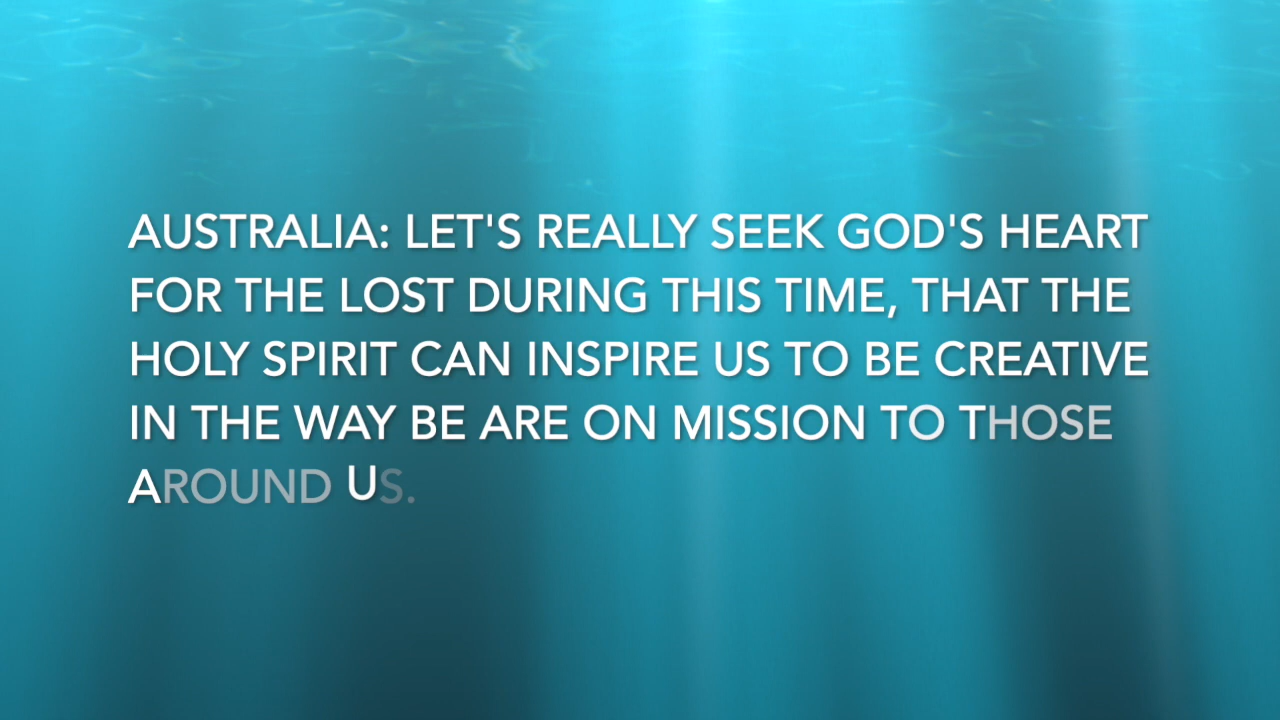 AUSTRALIA: LET'S REALLY SEEK GOD'S HEART
FOR THE LOST DURING THIS TIME, THAT THE
HOLY SPIRIT CAN INSPIRE US TO BE CREATIVE
IN THE WAY BE ARE ON MISSION TO THOSE
AROUND US.